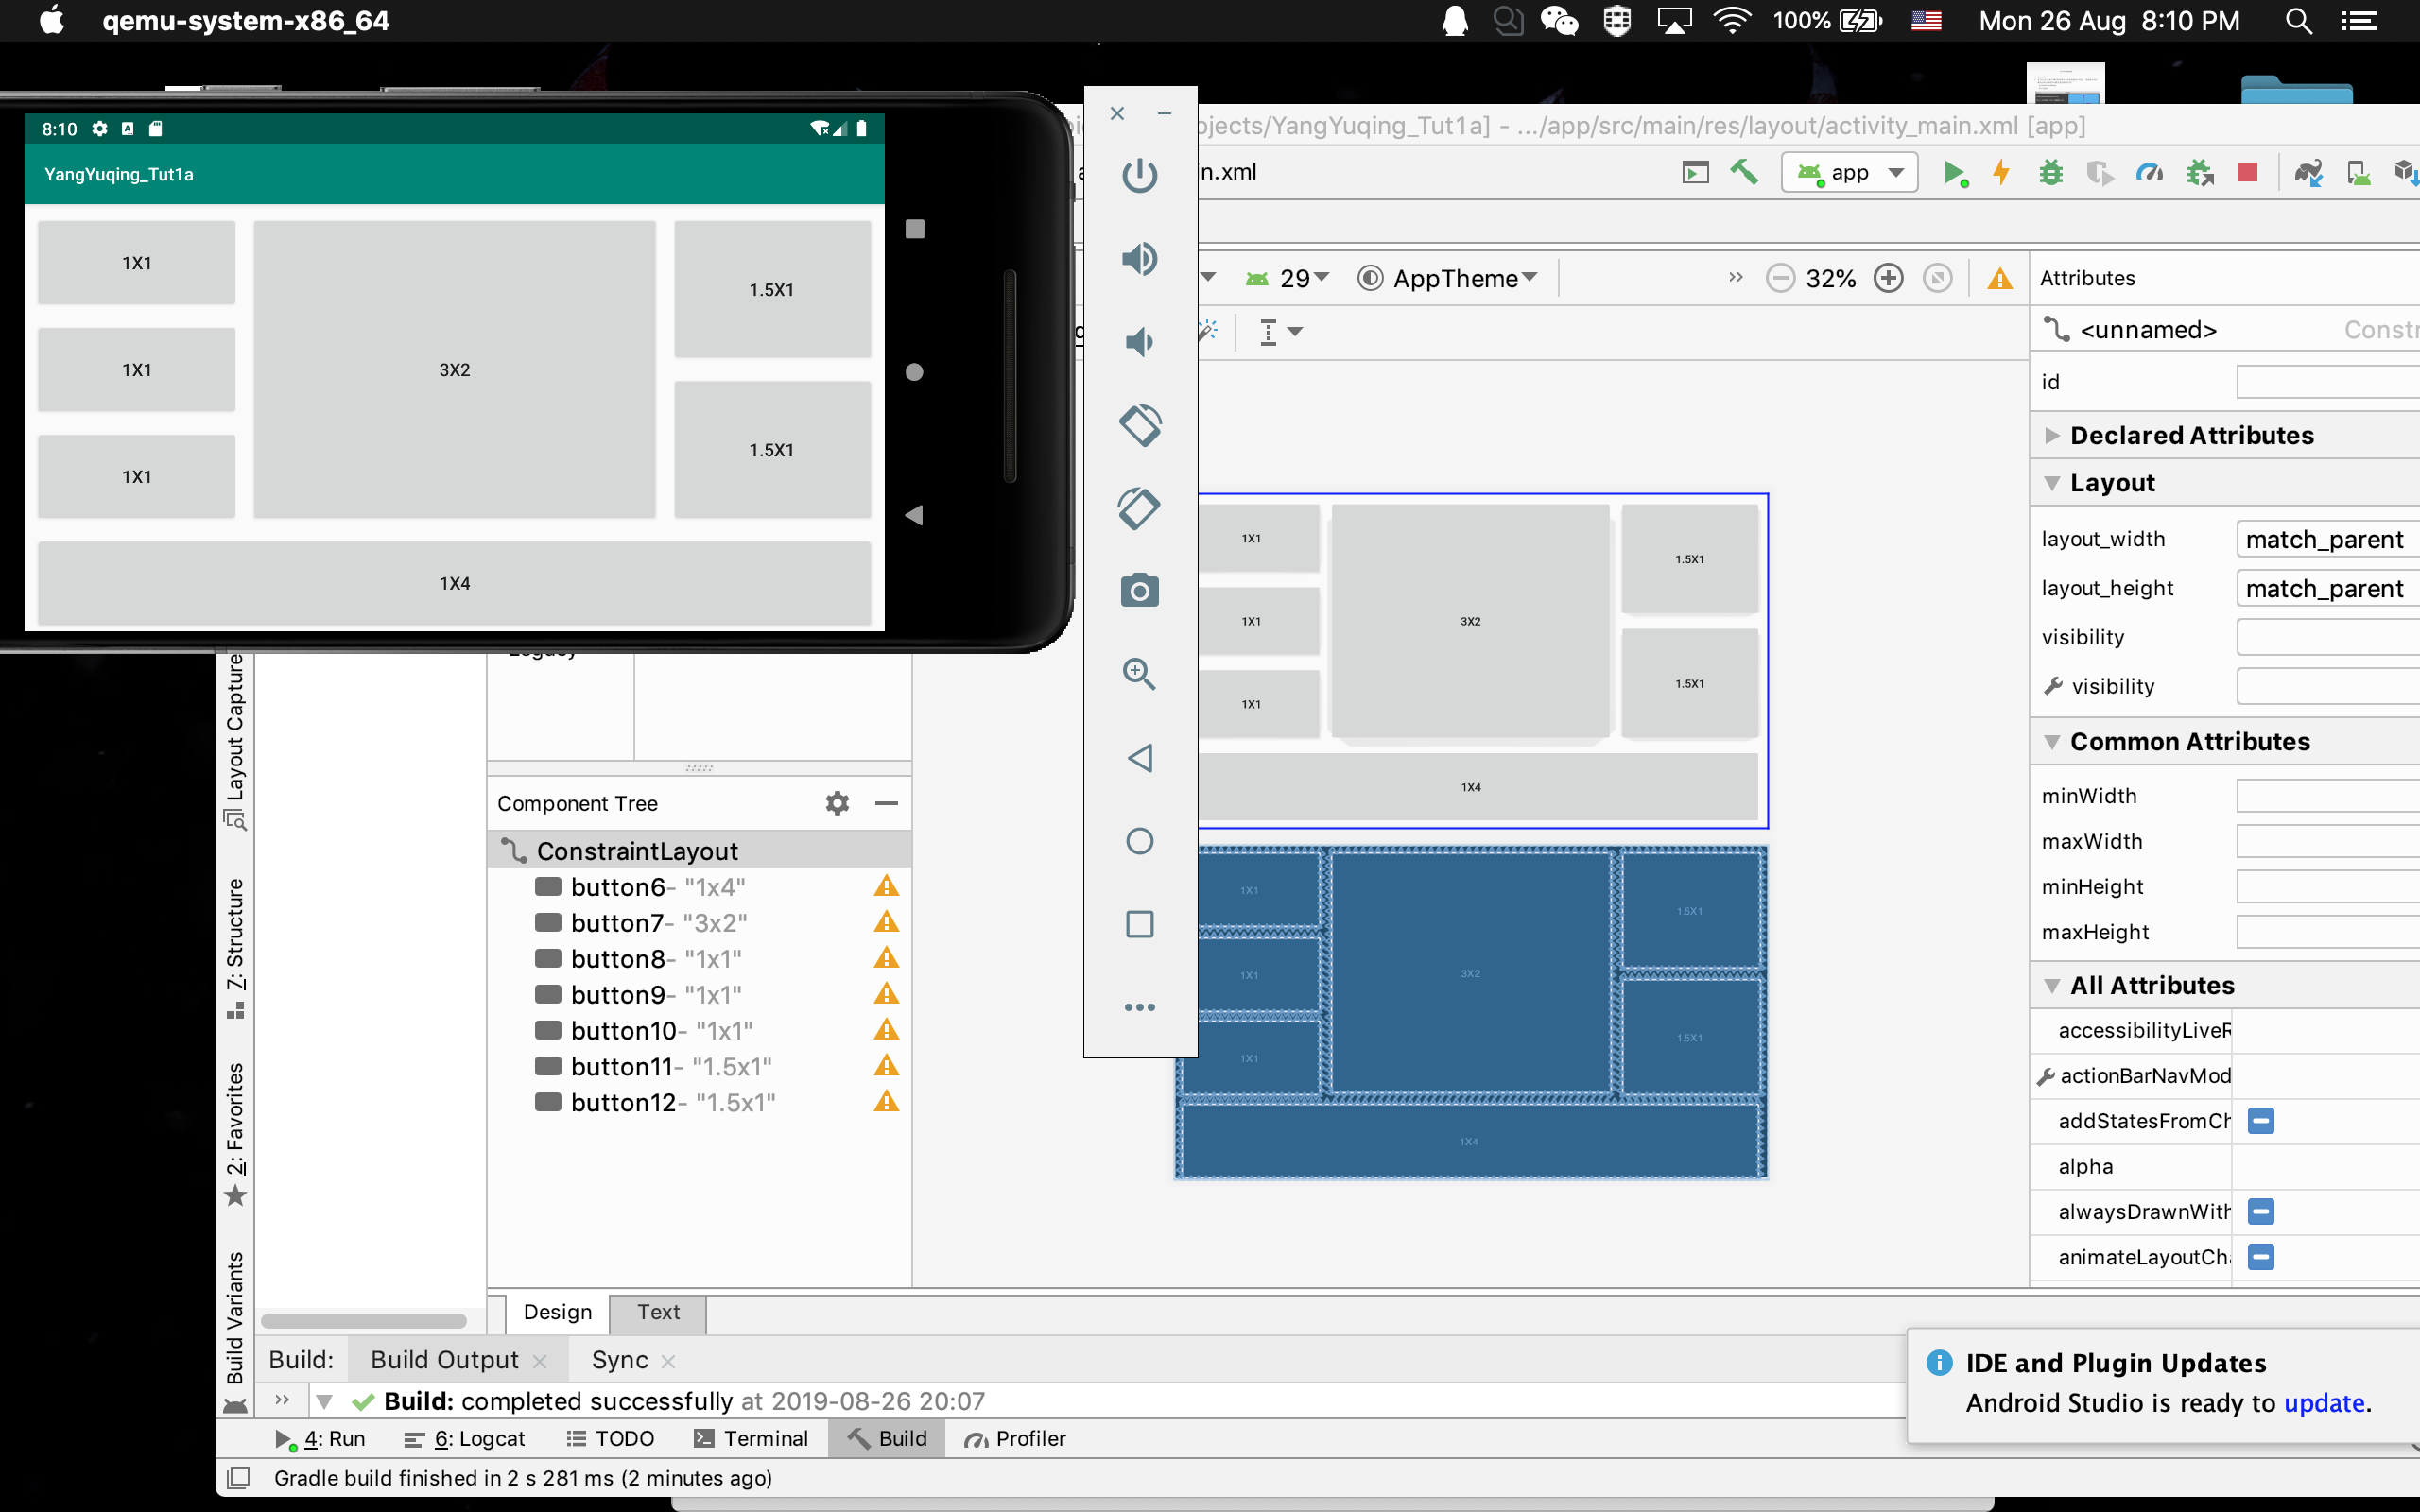 qemu-system-x86_64
100%
Mon 26 Aug 8:10 PM
8:10
YangYuqing_Tut1a
1X1
1X1
1X1
3X2
1.5X1
1.5X1
1X4
ojects/YangYuqing_Tut1a] - .../app/src/main/res/layout/activity_main.xml [app]
n.xml
app
29
AppTheme
32%
Attributes
<unnamed>
Constr
id
Declared Attributes
Layout
layout_width
match_parent
layout_height
match_parent
visibility
visibility
Common Attributes
minWidth
maxWidth
minHeight
maxHeight
All Attributes
accessibilityLiveR
actionBarNavMod
addStatesFromCh
alpha
alwaysDrawnWith
animateLayoutCha
1X1
1X1
1X1
3X2
1.5X1
1.5X1
1X4
1X1
1X1
1X1
3X2
1.5X1
1.5X1
1X4
Layout Capture
7: Structure
2: Favorites
Build Variants
Component Tree
ConstraintLayout
button6- "1x4"
button7- "3x2"
button8- "1x1"
button9- "1x1"
button10- "1x1"
button11- "1.5x1"
button12- "1.5x1"
Design
Text
Build:
Build Output
Sync
Build: completed successfully at 2019-08-26 20:07
4: Run
6: Logcat
TODO
Terminal
Build
Profiler
Gradle build finished in 2 s 281 ms (2 minutes ago)
IDE and Plugin Updates
Android Studio is ready to update.